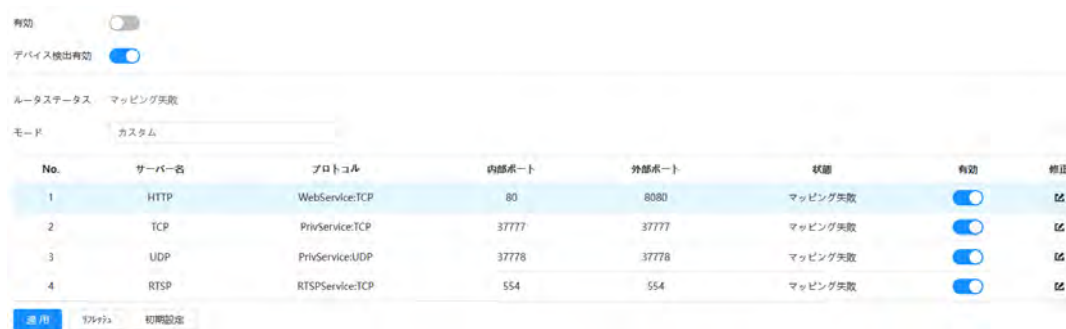 有効
デバイス検出有効
ルータステータス マッピング失敗
モード カスタム
No. サーバー名 プロトコル 内部ポート 外部ポート 状態 有効 修正
1 HTTP WebService:TCP 80 8080 マッピング失敗
2 TCP PrivService:TCP 37777 37777 マッピング失敗
3 UDP PrivService:UDP 37778 37778 マッピング失敗
4 RTSP RTSPService:TCP 554 554 マッピング失敗
適用 リフレッシュ 初期設定